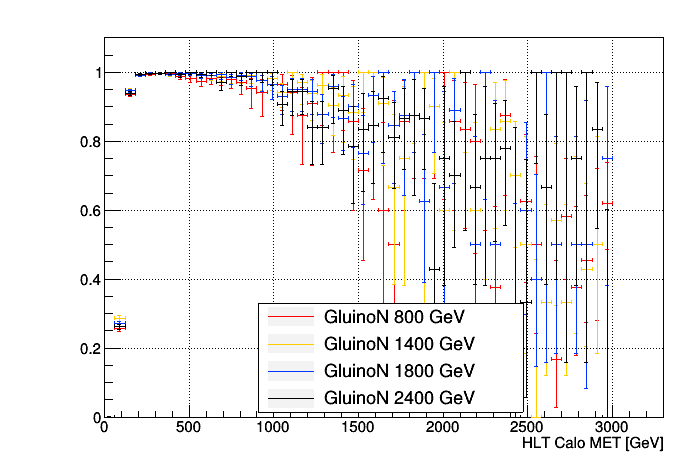 1
0.8
0.6
0.4
0.2
0
GluinoN 800 GeV
GluinoN 1400 GeV
GluinoN 1800 GeV
GluinoN 2400 GeV
0 500 1000 1500 2000 2500 3000
HLT Calo MET [GeV]